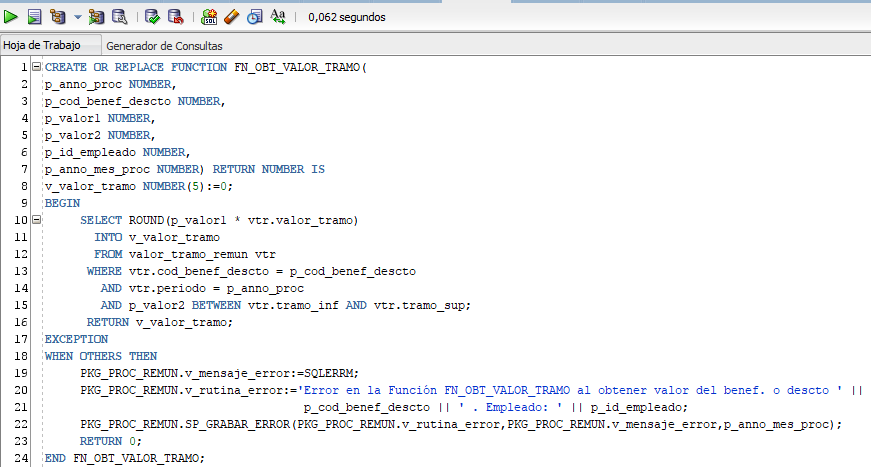 0,062 segundos
Hoja de Trabajo Generador de Consultas
1 CREATE OR REPLACE FUNCTION FN_OBT_VALOR_TRAMO(
2 p_anno_proc NUMBER,
3 p_cod_benef_descto NUMBER,
4 p_valor1 NUMBER,
5 p_valor2 NUMBER,
6 p_id_empleado NUMBER,
7 p_anno_mes_proc NUMBER) RETURN NUMBER IS
8 v_valor_tramo NUMBER(5):=0;
9 BEGIN
10 SELECT ROUND(p_valor1 * vtr.valor_tramo)
11 INTO v_valor_tramo
12 FROM valor_tramo_remun vtr
13 WHERE vtr.cod_benef_descto = p_cod_benef_descto
14 AND vtr.periodo = p_anno_proc
15 AND p_valor2 BETWEEN vtr.tramo_inf AND vtr.tramo_sup;
16 RETURN v_valor_tramo;
17 EXCEPTION
18 WHEN OTHERS THEN
19 PKG_PROC_REMUN.v_mensaje_error:=SQLERRM;
20 PKG_PROC_REMUN.v_rutina_error:='Error en la Función FN_OBT_VALOR_TRAMO al obtener valor del benef. o descto ' ||
21 p_cod_benef_descto || ' . Empleado: ' || p_id_empleado;
22 PKG_PROC_REMUN.SP_GRABAR_ERROR(PKG_PROC_REMUN.v_rutina_error,PKG_PROC_REMUN.v_mensaje_error,p_anno_mes_proc);
23 RETURN 0;
24 END FN_OBT_VALOR_TRAMO;